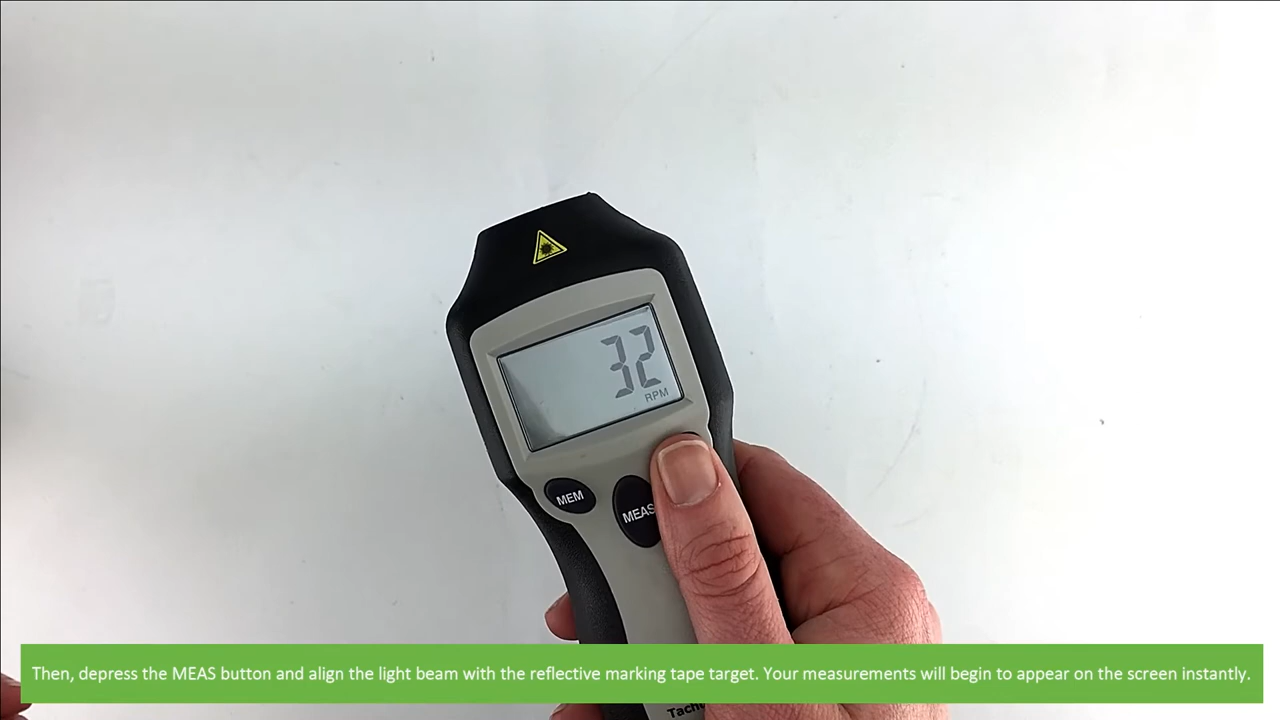 32
RPM
MEM
MEAS
Then, depress the MEAS button and align the light beam with the reflective marking tape target. Your measurements will begin to appear on the screen instantly.